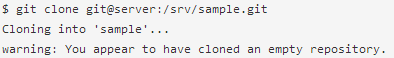 $ git clone git@server:/srv/sample.git
Cloning into 'sample'...
warning: You appear to have cloned an empty repository.